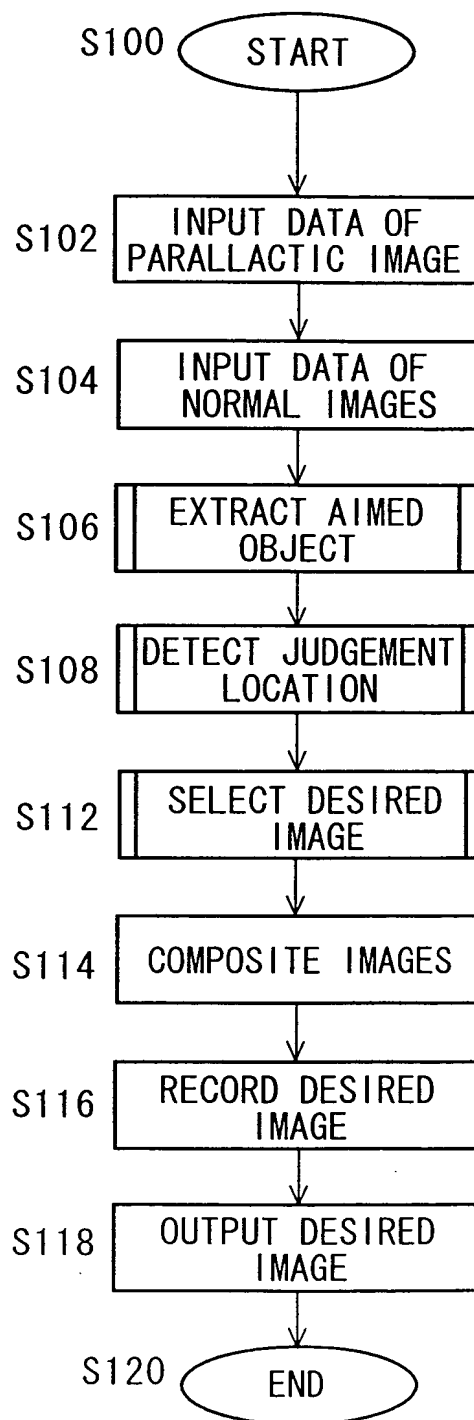 S100 START
S102 INPUT DATA OF
PARALLACTIC IMAGE
S104 INPUT DATA OF
NORMAL IMAGES
S106 EXTRACT AIMED
OBJECT
S108 DETECT JUDGEMENT
LOCATION
S112 SELECT DESIRED
IMAGE
S114 COMPOSITE IMAGES
S116 RECORD DESIRED
IMAGE
S118 OUTPUT DESIRED
IMAGE
S120 END